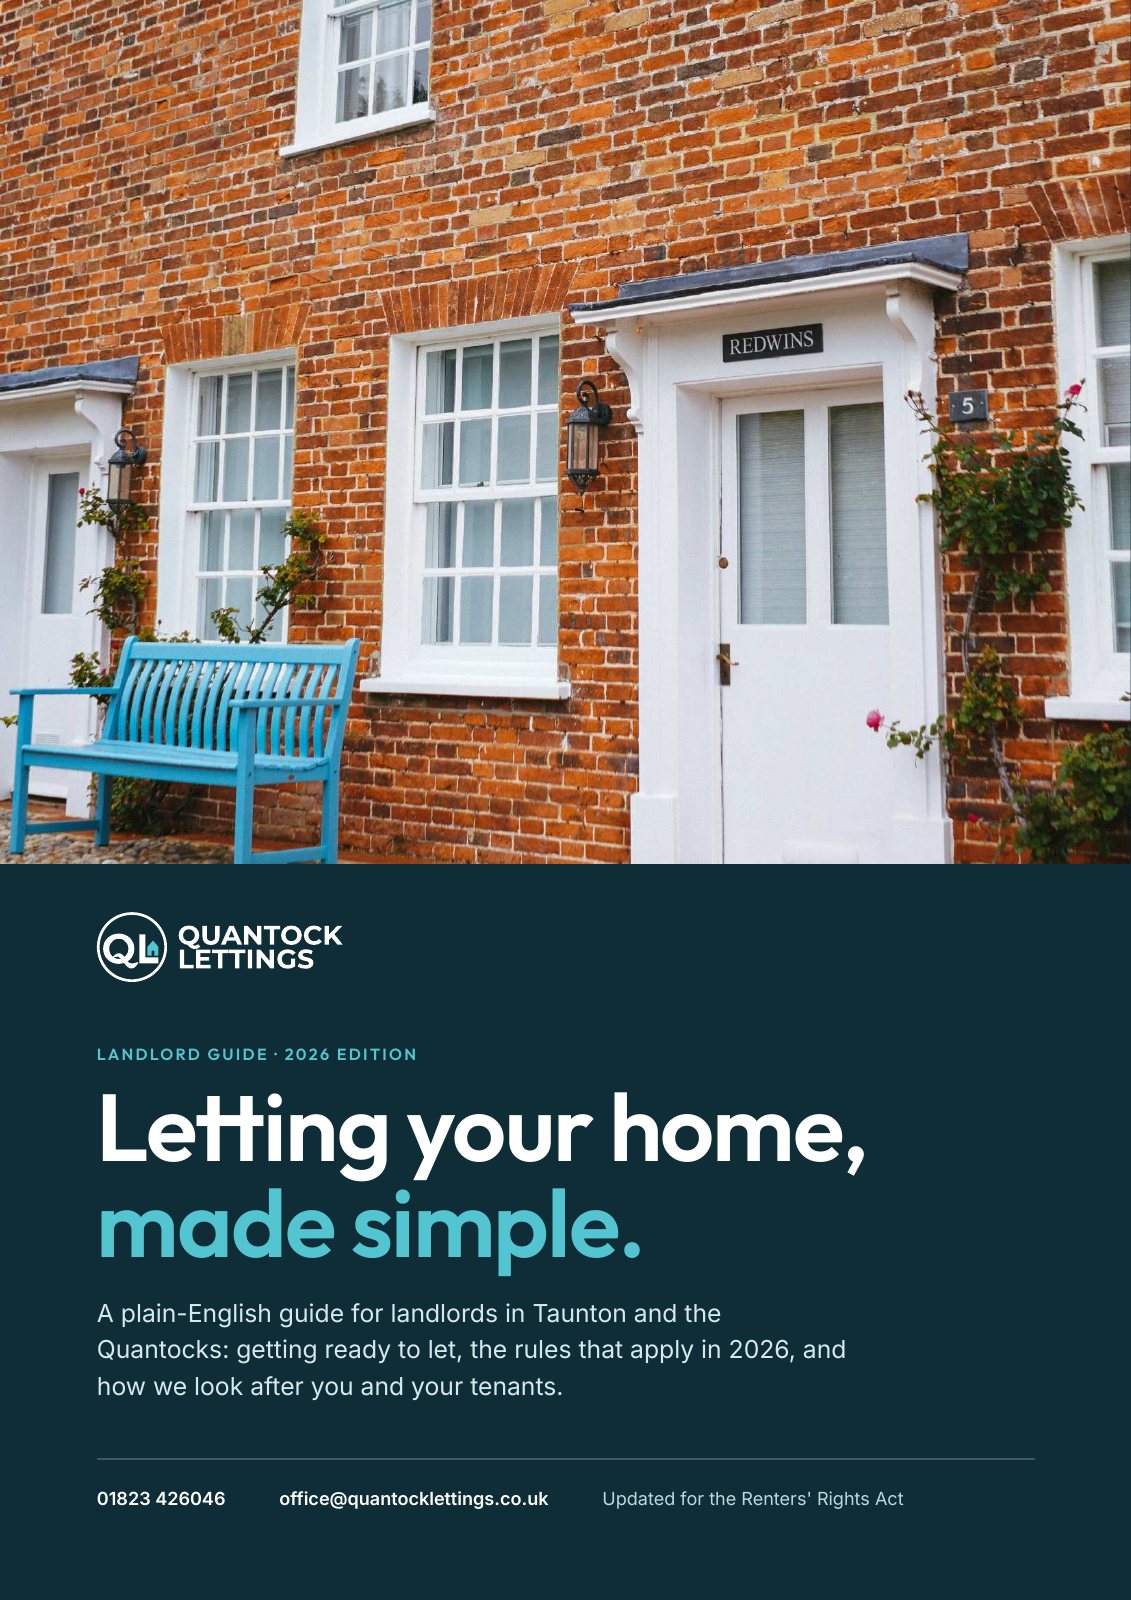 REDWINS
5
QL
QUANTOCK
LETTINGS
LANDLORD GUIDE · 2026 EDITION
Letting your home,
made simple.
A plain-English guide for landlords in Taunton and the
Quantocks: getting ready to let, the rules that apply in 2026, and
how we look after you and your tenants.
01823 426046 office@quantocklettings.co.uk Updated for the Renters' Rights Act